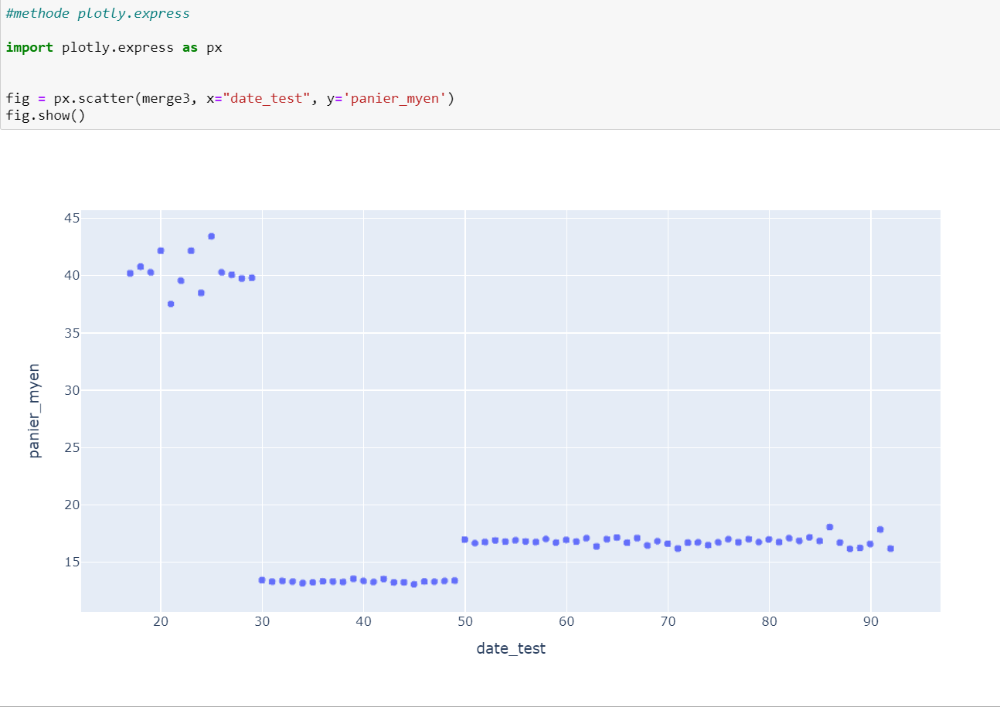 #methode plotly.express
import plotly.express as px
fig = px.scatter(merge3, x="date_test", y='panier_myen')
fig.show()
45
40
35
30
25
20
15
panier_myen
20 30 40 50 60 70 80 90
date_test